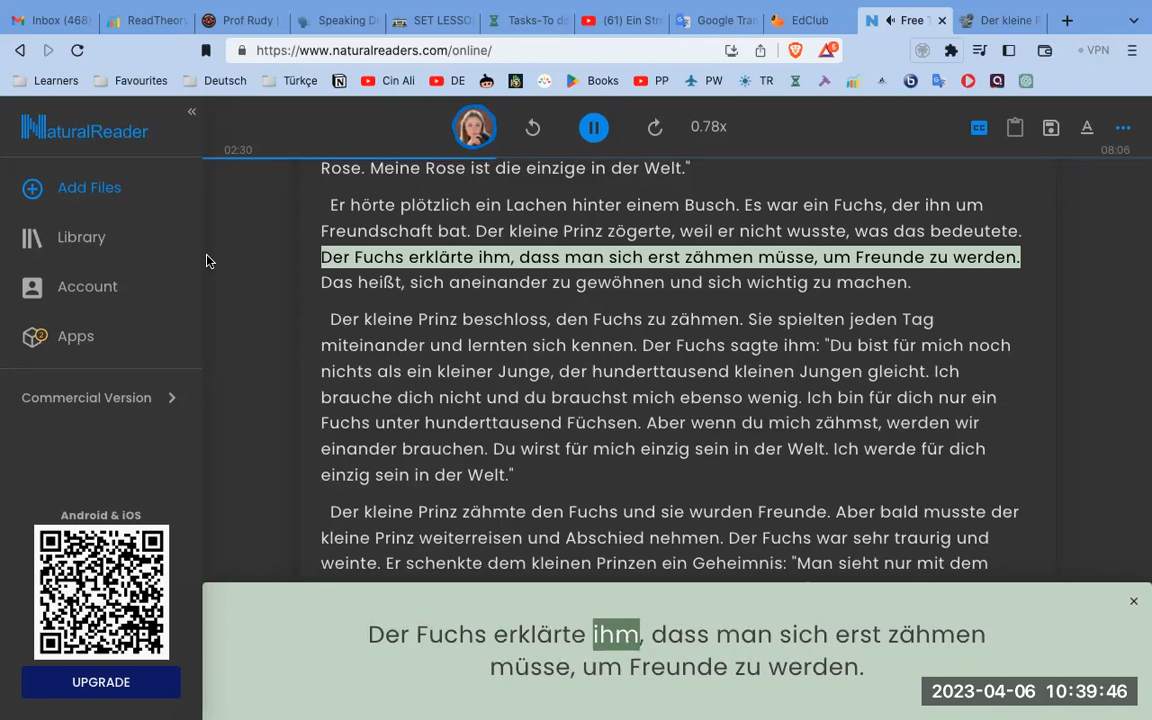 Inbox (468)
ReadTheory
Prof Rudy
Speaking D
SET LESSO
Tasks-To d
(61) Ein Str
Google Tran
EdClub
Free T
Der kleine P
https://www.naturalreaders.com/online/
6
VPN
Learners
Favourites
Deutsch
Türkçe
Cin Ali
DE
Books
PP
PW
TR
NaturalReader
0.78x
02:30
08:06
Add Files
Library
Account
2
Apps
Commercial Version
Android & iOS
UPGRADE
Rose. Meine Rose ist die einzige in der Welt."
Er hörte plötzlich ein Lachen hinter einem Busch. Es war ein Fuchs, der ihn um
Freundschaft bat. Der kleine Prinz zögerte, weil er nicht wusste, was das bedeutete.
Der Fuchs erklärte ihm, dass man sich erst zähmen müsse, um Freunde zu werden.
Das heißt, sich aneinander zu gewöhnen und sich wichtig zu machen.
Der kleine Prinz beschloss, den Fuchs zu zähmen. Sie spielten jeden Tag
miteinander und lernten sich kennen. Der Fuchs sagte ihm: "Du bist für mich noch
nichts als ein kleiner Junge, der hunderttausend kleinen Jungen gleicht. Ich
brauche dich nicht und du brauchst mich ebenso wenig. Ich bin für dich nur ein
Fuchs unter hunderttausend Füchsen. Aber wenn du mich zähmst, werden wir
einander brauchen. Du wirst für mich einzig sein in der Welt. Ich werde für dich
einzig sein in der Welt."
Der kleine Prinz zähmte den Fuchs und sie wurden Freunde. Aber bald musste der
kleine Prinz weiterreisen und Abschied nehmen. Der Fuchs war sehr traurig und
weinte. Er schenkte dem kleinen Prinzen ein Geheimnis: "Man sieht nur mit dem
Der Fuchs erklärte ihm, dass man sich erst zähmen
müsse, um Freunde zu werden.
2023-04-06 10:39:46